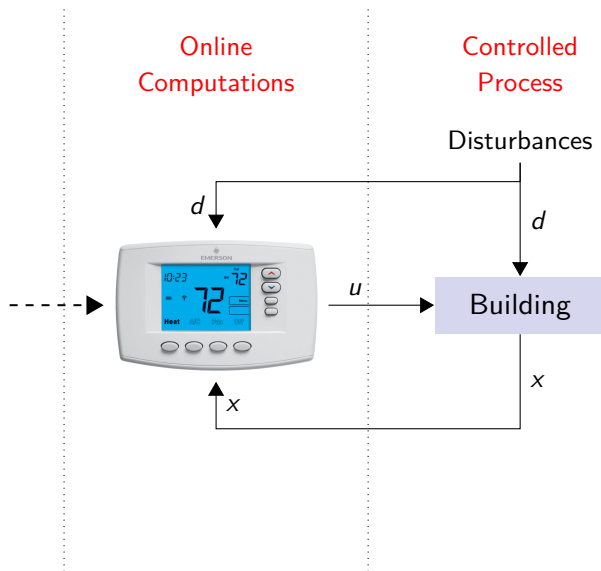 Online
Computations
Controlled
Process
Disturbances
d
d
EMERSON
10:23
72
72
Heat
u
Building
x
x